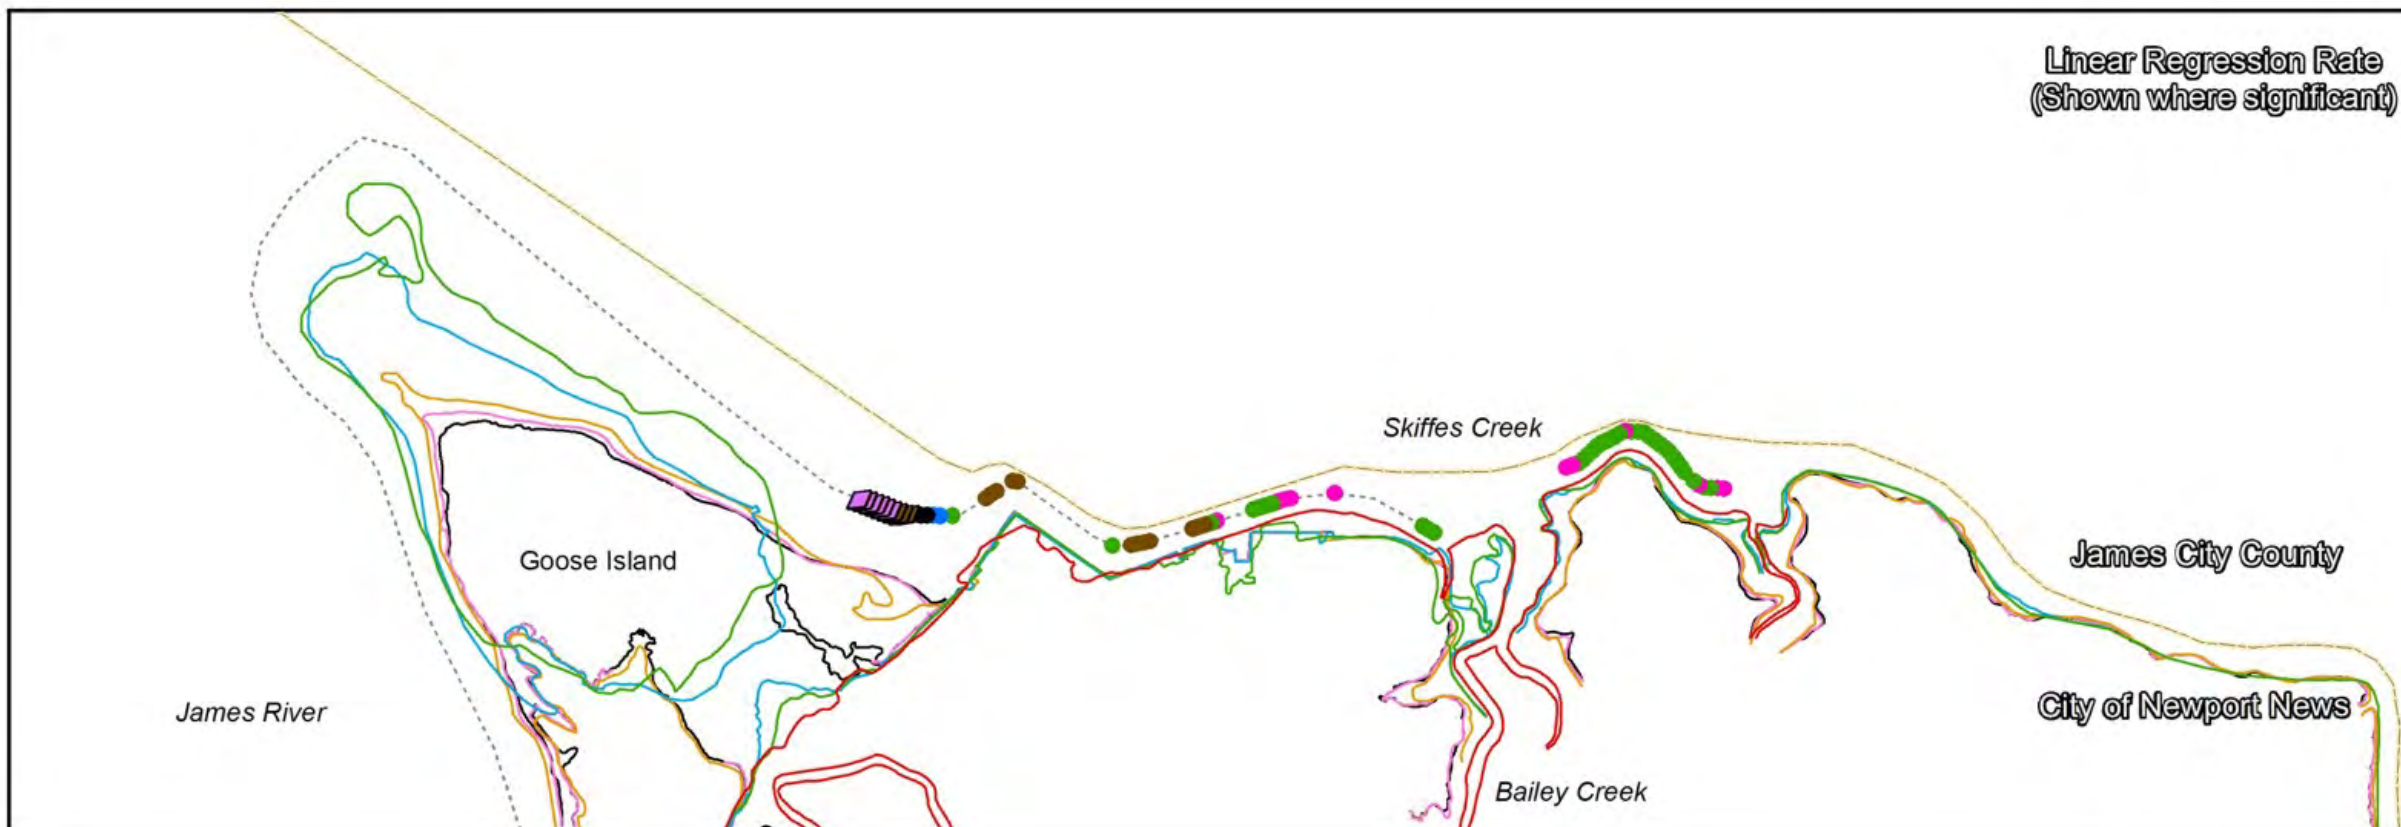 Linear Regression Rate
(Shown where significant)
Skiffes Creek
Goose Island
James City County
James River
City of Newport News
Bailey Creek